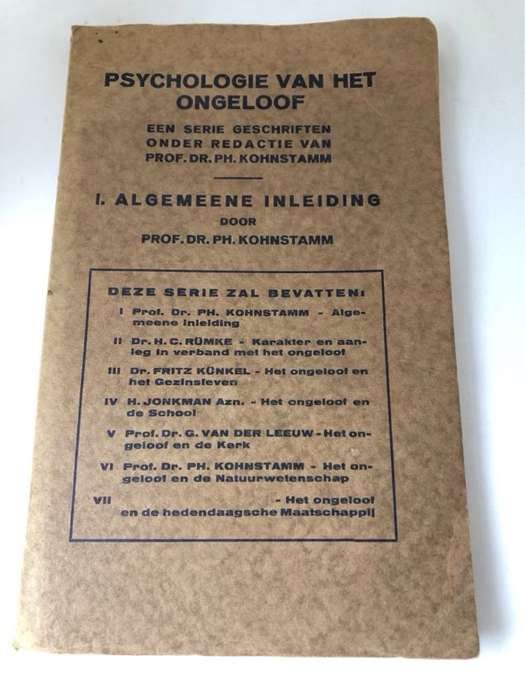 PSYCHOLOGIE VAN HET
ONGELOOF
EEN SERIE GESCHRIFTEN
ONDER REDACTIE VAN
PROF. DR. PH. KOHNSTAMM
I. ALGEMEENE INLEIDING
DOOR
PROF. DR. PH. KOHNSTAMM
DEZE SERIE ZAL BEVATTEN:
I Prof. Dr. PH. KOHNSTAMM - Alge-
meene Inleiding
II Dr. H. C. RÜMKE - Karakter en aan-
leg in verband met het ongeloof
III Dr. FRITZ KÜNKEL - Het ongeloof en
het Gezinsleven
IV H. JONKMAN Azn. - Het ongeloof en
de School
V Prof. Dr. G. VAN DER LEEUW - Het on-
geloof en de Kerk
VI Prof. Dr. PH. KOHNSTAMM - Het on-
geloof en de Natuurwetenschap
VII - Het ongeloof
en de hedendaagsche Maatschappij